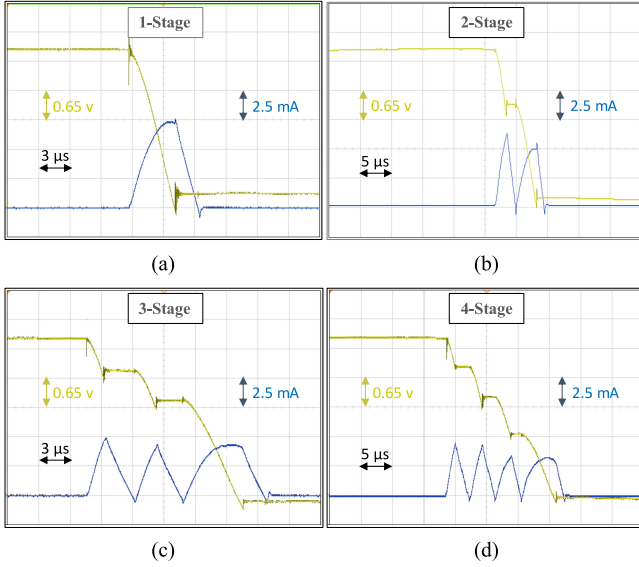 1-Stage
0.65 v
2.5 mA
3 µs
(a)
2-Stage
0.65 v
2.5 mA
5 µs
(b)
3-Stage
0.65 v
2.5 mA
3 µs
(c)
4-Stage
0.65 v
2.5 mA
5 µs
(d)